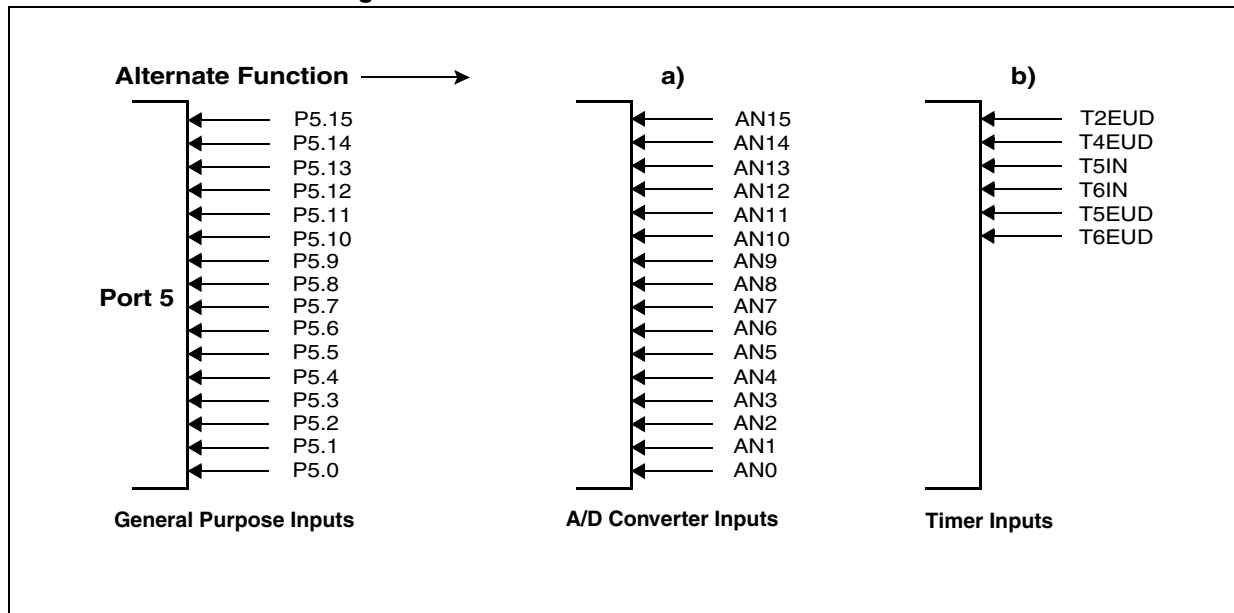 Alternate Function a) b)
Port 5
P5.15
P5.14
P5.13
P5.12
P5.11
P5.10
P5.9
P5.8
P5.7
P5.6
P5.5
P5.4
P5.3
P5.2
P5.1
P5.0
General Purpose Inputs
AN15
AN14
AN13
AN12
AN11
AN10
AN9
AN8
AN7
AN6
AN5
AN4
AN3
AN2
AN1
AN0
A/D Converter Inputs
T2EUD
T4EUD
T5IN
T6IN
T5EUD
T6EUD
Timer Inputs